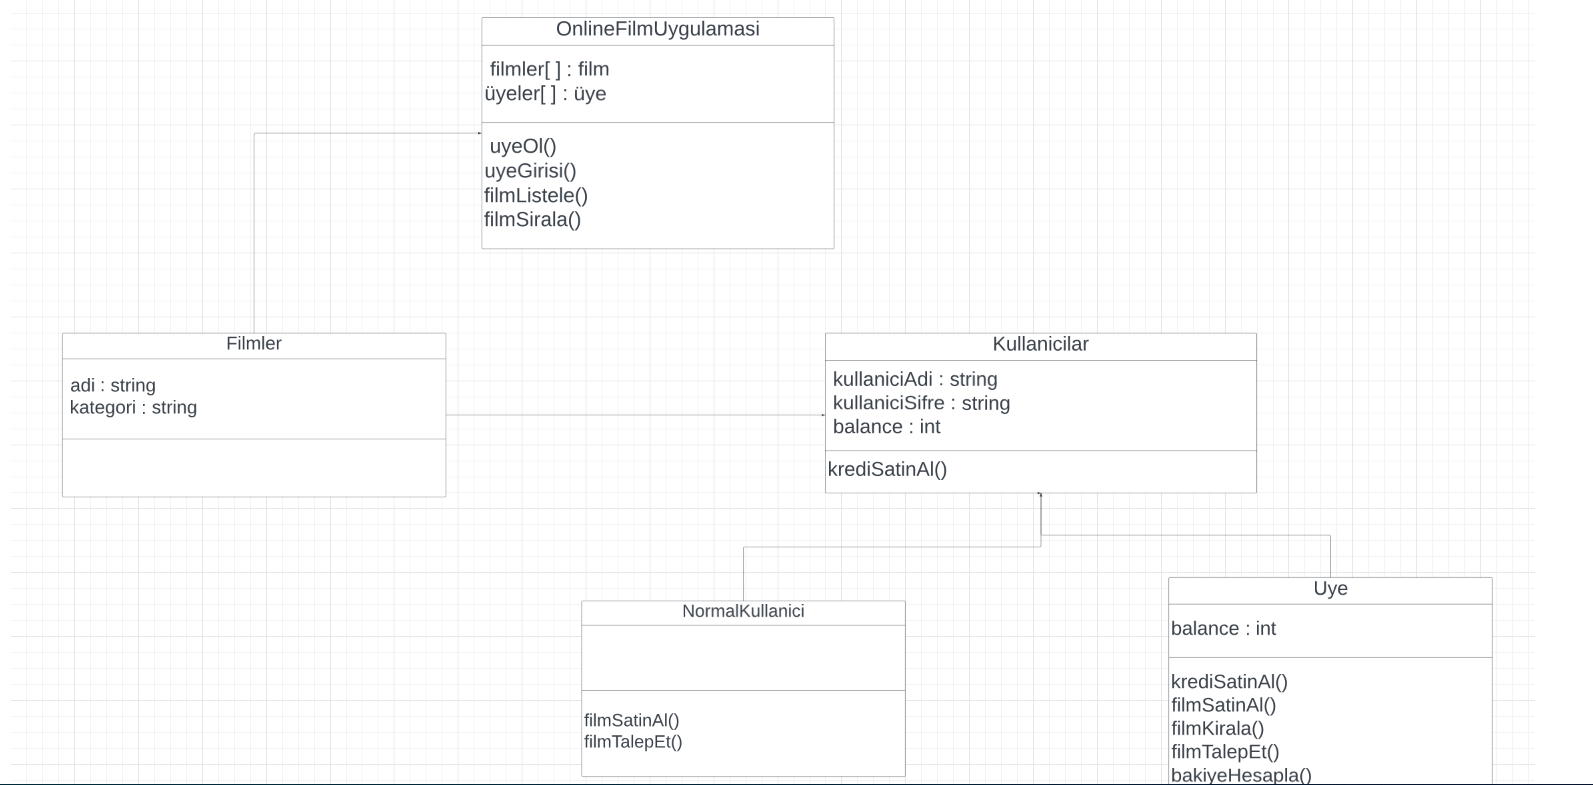 OnlineFilmUygulamasi
filmler[ ] : film
üyeler[ ] : üye
uyeOl()
uyeGirisi()
filmListele()
filmSirala()
Filmler
adi : string
kategori : string
Kullanicilar
kullaniciAdi : string
kullaniciSifre : string
balance : int
krediSatinAl()
NormalKullanici
filmSatinAl()
filmTalepEt()
Uye
balance : int
krediSatinAl()
filmSatinAl()
filmKirala()
filmTalepEt()
bakiyeHesapla()